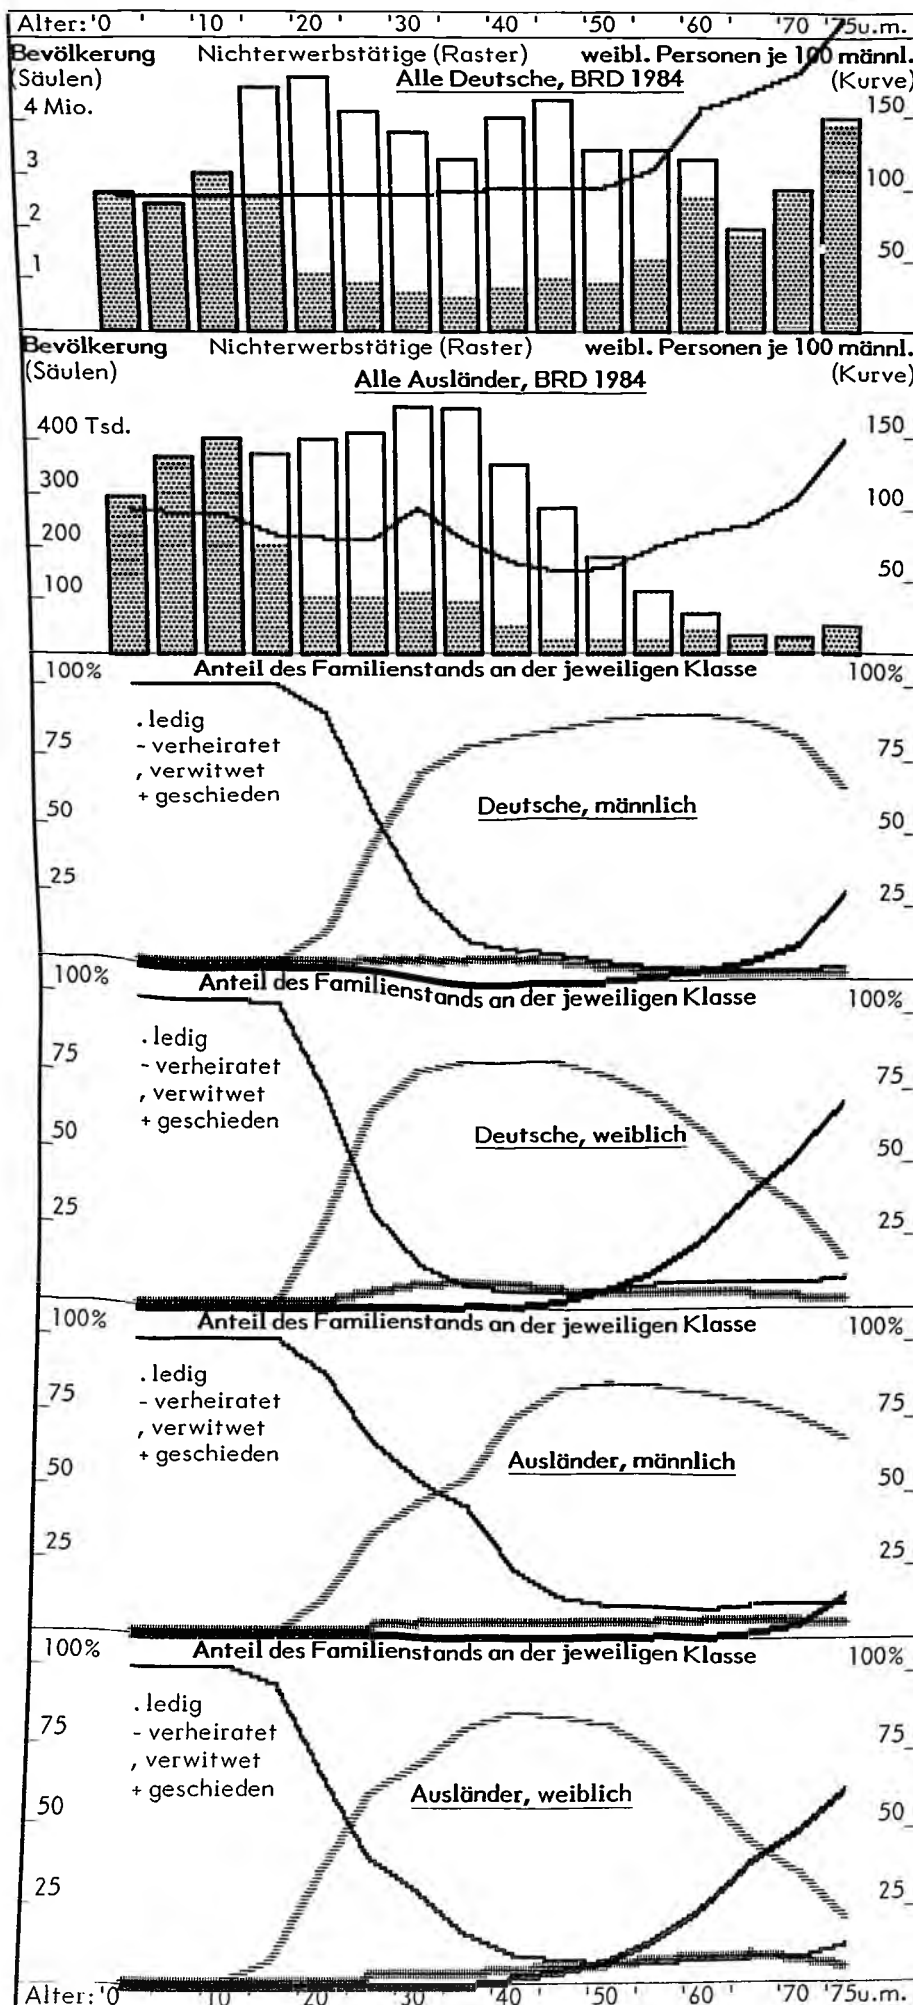 Alter: '0 '10 '20 '30 '40 '50 '60 '70 '75u.m.
Bevölkerung Nichterwerbstätige (Raster) weibl. Personen je 100 männl.
(Säulen) Alle Deutsche, BRD 1984 (Kurve)
4 Mio. 150
3
2 100
1 50
Bevölkerung Nichterwerbstätige (Raster) weibl. Personen je 100 männl.
(Säulen) Alle Ausländer, BRD 1984 (Kurve)
400 Tsd. 150
300
200 100
100 50
Anteil des Familienstands an der jeweiligen Klasse
100% 100%
. ledig
75 - verheiratet 75
, verwitwet
+ geschieden
Deutsche, männlich
50 50
25 25
Anteil des Familienstands an der jeweiligen Klasse
100% 100%
. ledig
75 - verheiratet 75
, verwitwet
+ geschieden
Deutsche, weiblich
50 50
25 25
Anteil des Familienstands an der jeweiligen Klasse
100% 100%
. ledig
75 - verheiratet 75
, verwitwet
+ geschieden
Ausländer, männlich
50 50
25 25
Anteil des Familienstands an der jeweiligen Klasse
100% 100%
. ledig
75 - verheiratet 75
, verwitwet
+ geschieden
Ausländer, weiblich
50 50
25 25
Alter: '0 '10 '20 '30 '40 '50 '60 '70 '75u.m.